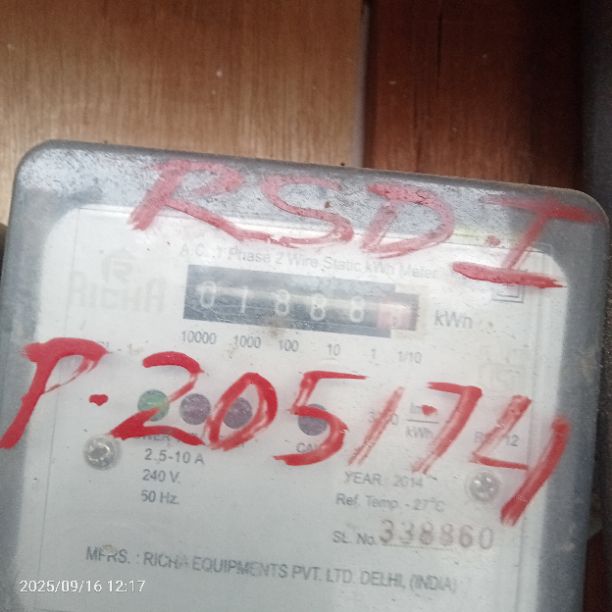 RSD-I
A.C. 1 Phase 2 Wire Static kWh Meter
RICHA
01888
kWh
10000 1000 100 10 1 1/10
P.205174
2.5-10 A
240 V.
50 Hz.
YEARː 2014
Ref. Temp. - 27°C
SL. No. 338860
MFRS. : RICHA EQUIPMENTS PVT. LTD. DELHI, (INDIA)
2025/09/16 12:17